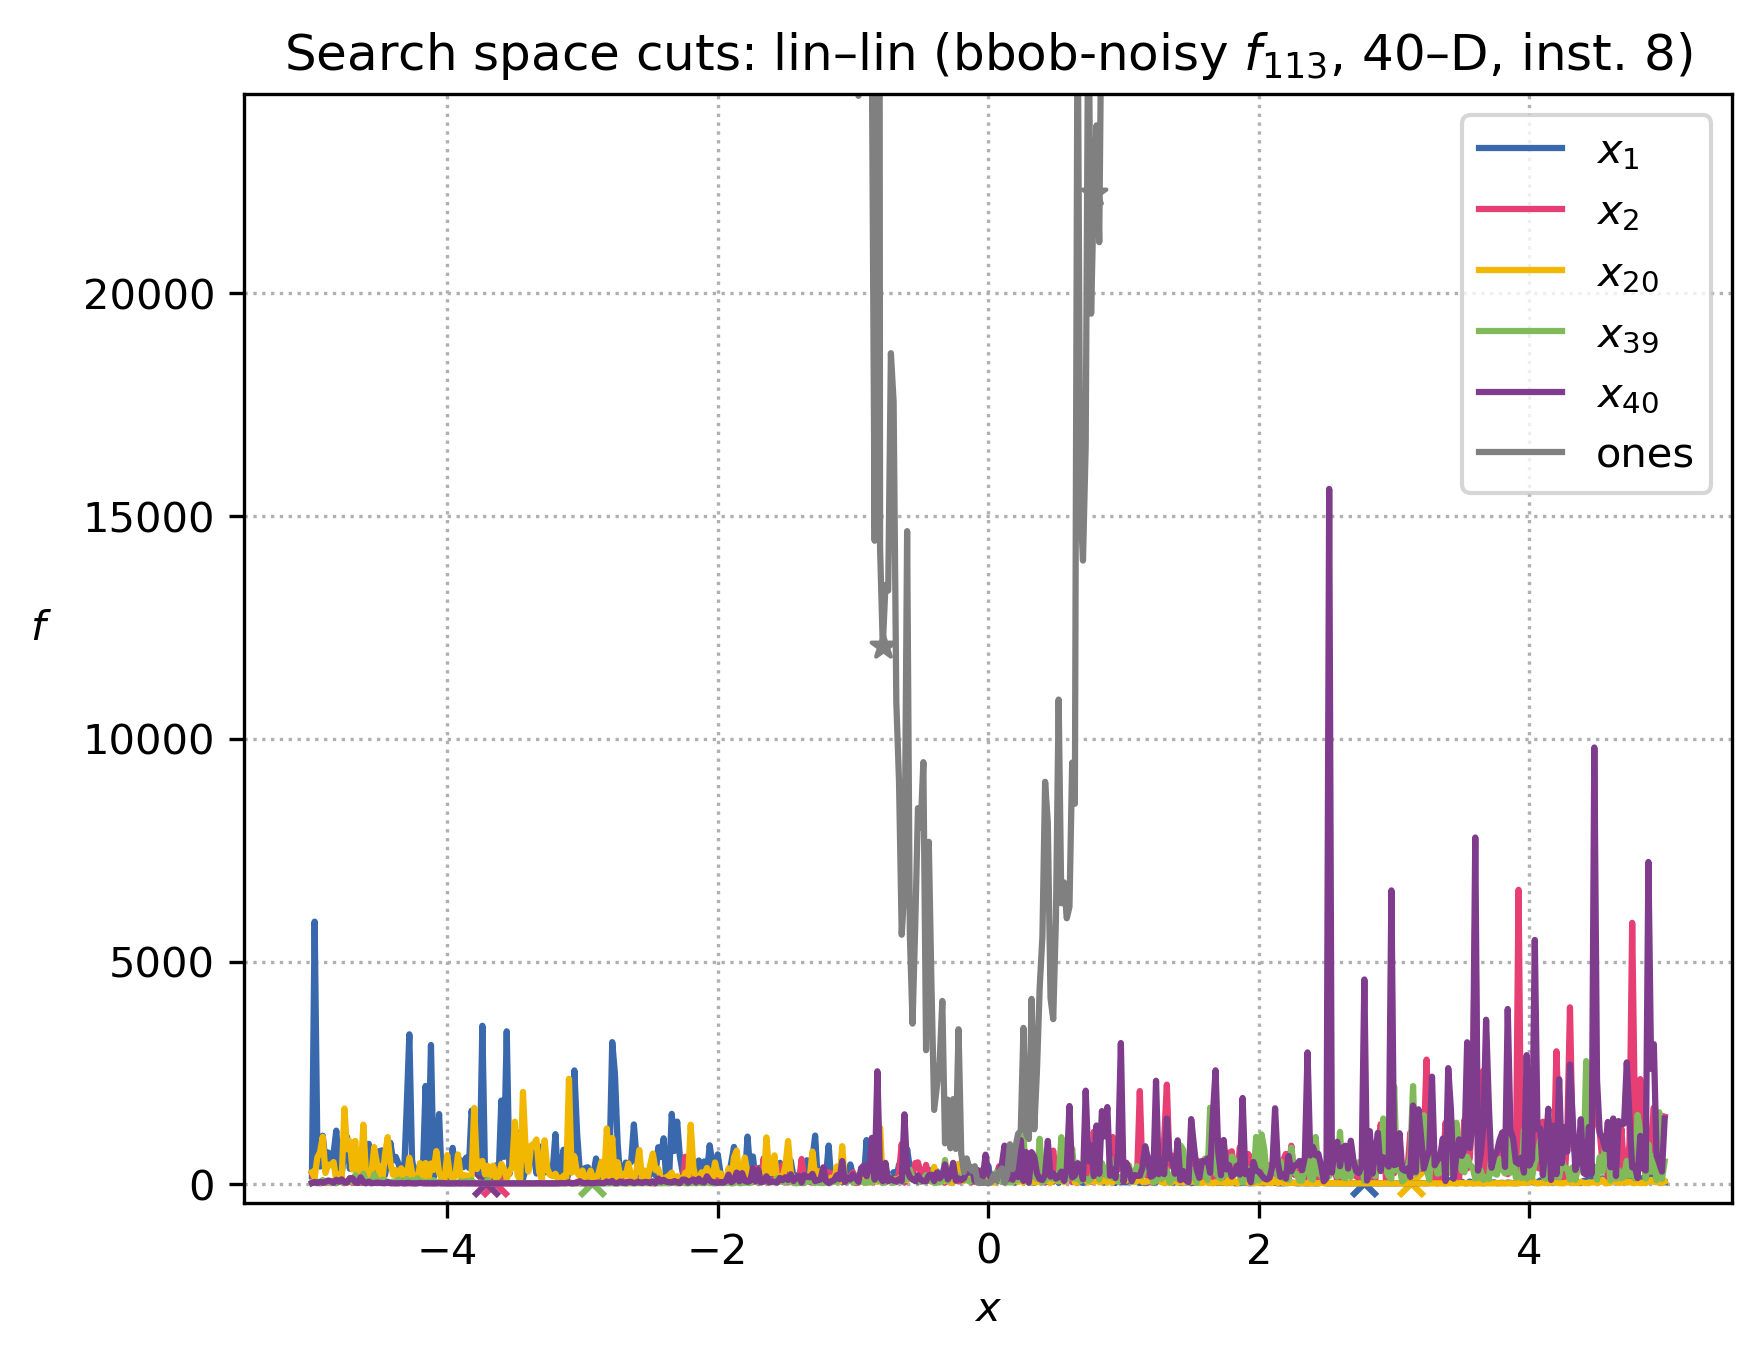 Search space cuts: lin–lin (bbob-noisy f₁₁₃, 40–D, inst. 8)
x₁
x₂
x₂₀
x₃₉
x₄₀
ones
20000
15000
10000
5000
0
f
−4 −2 0 2 4
x